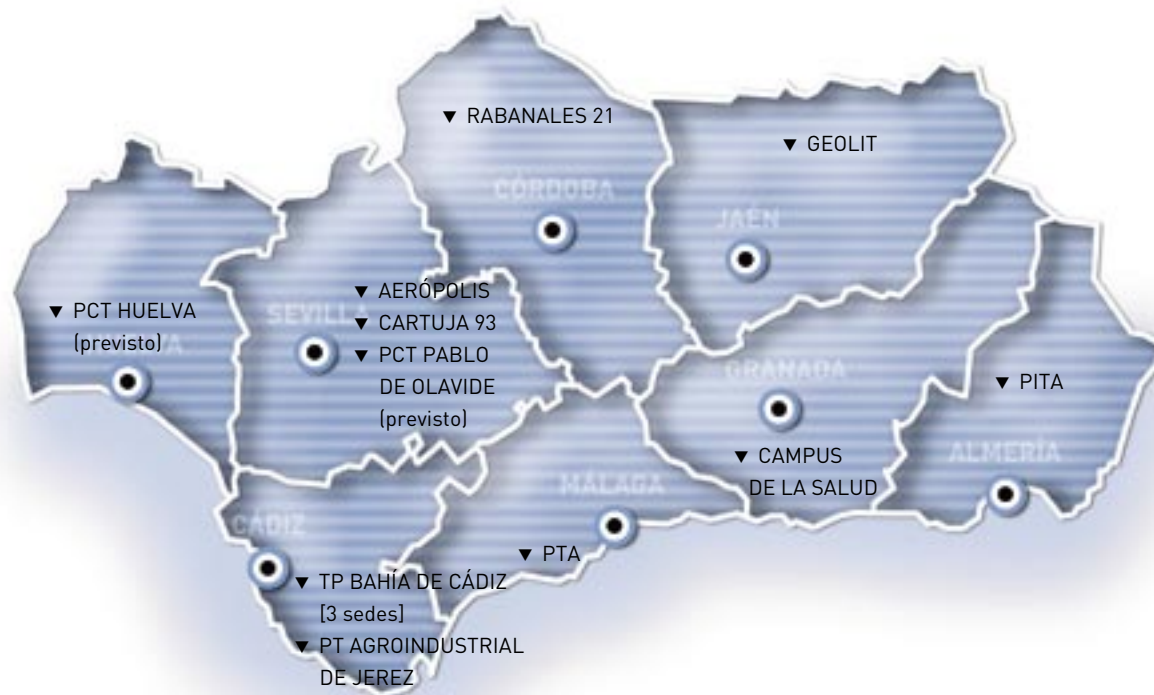 ▼ RABANALES 21
▼ GEOLIT
CÓRDOBA
JAÉN
▼ PCT HUELVA
(previsto)
SEVILLA
▼ AERÓPOLIS
▼ CARTUJA 93
▼ PCT PABLO
DE OLAVIDE
(previsto)
GRANADA
▼ PITA
▼ CAMPUS
DE LA SALUD
ALMERÍA
MÁLAGA
▼ PTA
CÁDIZ
▼ TP BAHÍA DE CÁDIZ
[3 sedes]
▼ PT AGROINDUSTRIAL
DE JEREZ